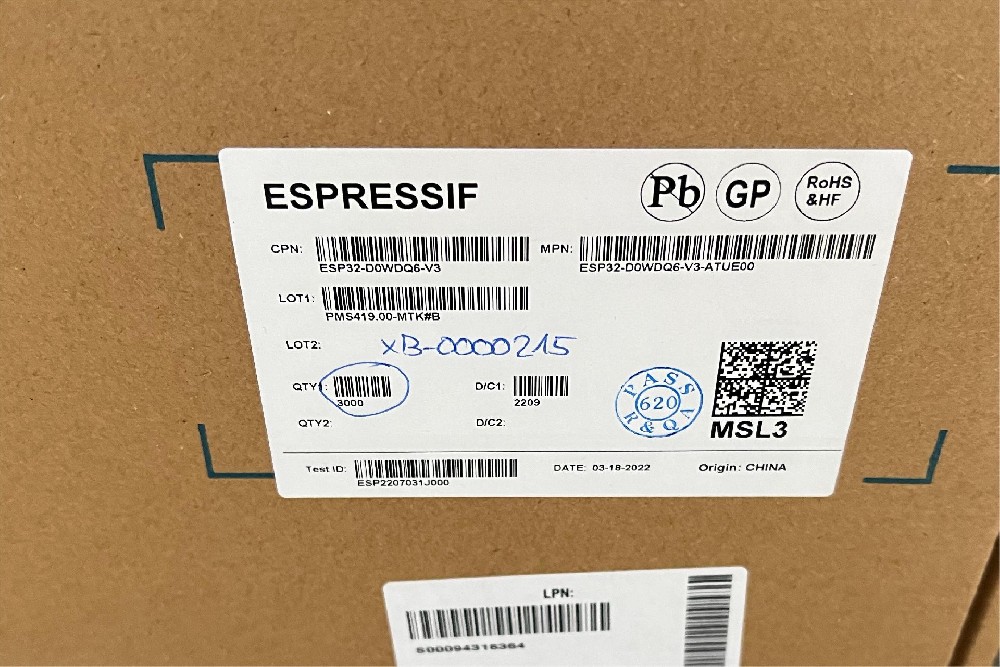 ESPRESSIF
Pb GP RoHS &HF
CPN: ESP32-D0WDQ6-V3
MPN: ESP32-D0WDQ6-V3-ATUE00
LOT1: PMS419.00-MTK#B
LOT2: XB-0000215
QTY1: 3000
D/C1: 2209
QTY2:
D/C2:
PASS 620 R&QA
MSL3
Test ID: ESP2207031J000
DATE: 03-18-2022
Origin: CHINA
LPN:
S00094316364